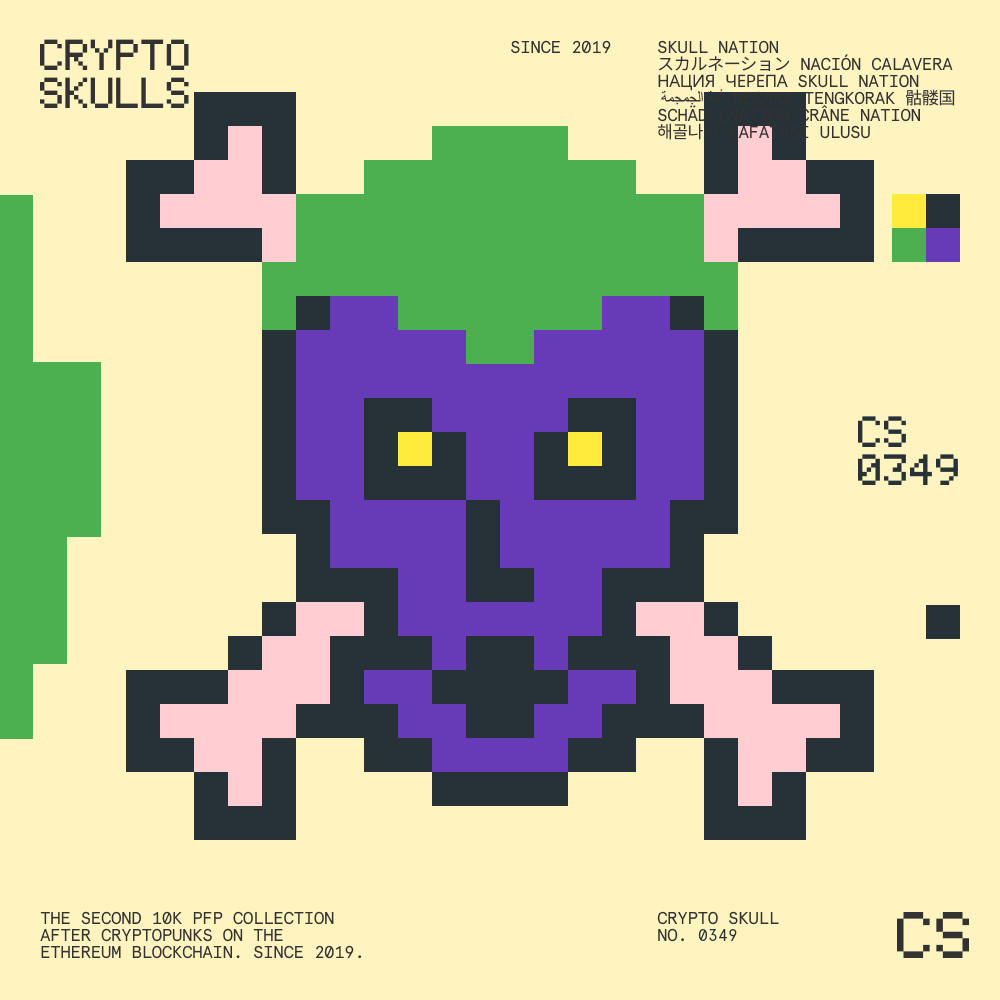 CRYPTO
SKULLS
SINCE 2019
SKULL NATION
スカルネーション NACIÓN CALAVERA
НАЦИЯ ЧЕРЕПА SKULL NATION
TENGKORAK 骷髅国
CRÂNE NATION
해골나 ULUSU
CS
0349
THE SECOND 10K PFP COLLECTION
AFTER CRYPTOPUNKS ON THE
ETHEREUM BLOCKCHAIN. SINCE 2019.
CRYPTO SKULL
NO. 0349
CS